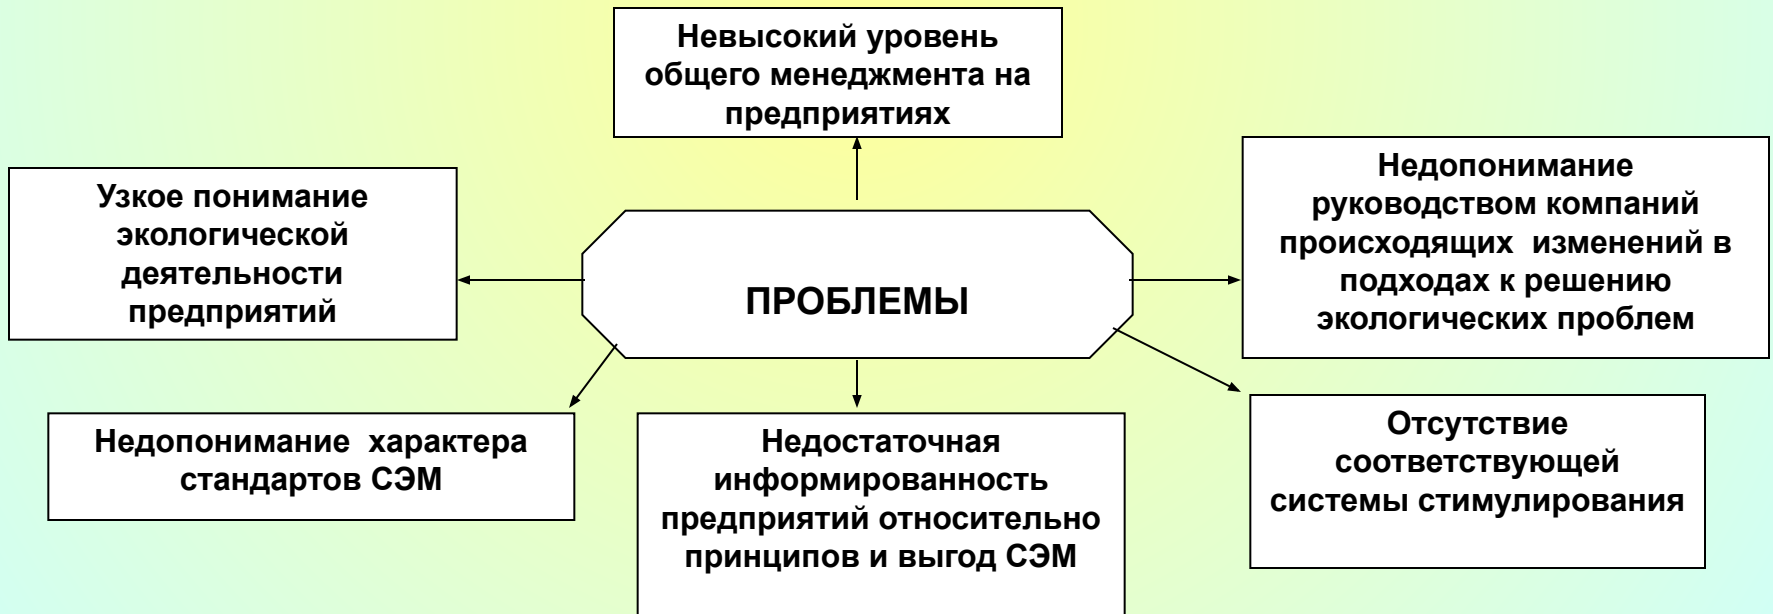 Невысокий уровень
общего менеджмента на
предприятиях
Узкое понимание
экологической
деятельности
предприятий
ПРОБЛЕМЫ
Недопонимание
руководством компаний
происходящих изменений в
подходах к решению
экологических проблем
Недопонимание характера
стандартов СЭМ
Недостаточная
информированность
предприятий относительно
принципов и выгод СЭМ
Отсутствие
соответствующей
системы стимулирования